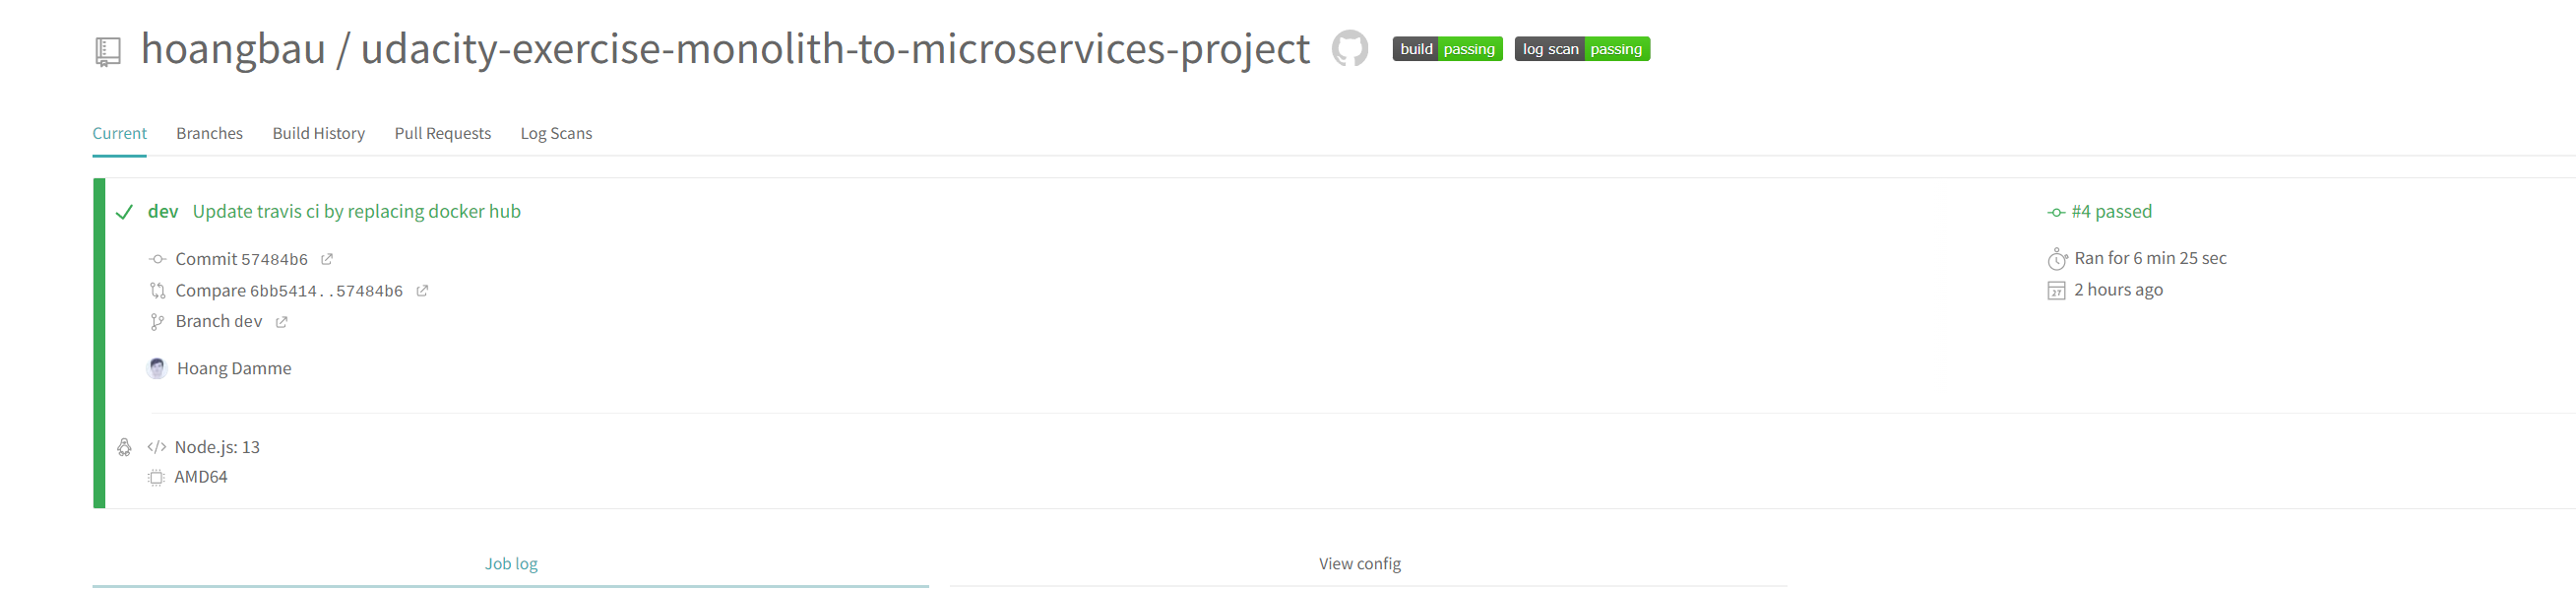 hoangbau / udacity-exercise-monolith-to-microservices-project build passing log scan passing
Current Branches Build History Pull Requests Log Scans
dev Update travis ci by replacing docker hub
#4 passed
Commit 57484b6
Ran for 6 min 25 sec
Compare 6bb5414..57484b6
27 2 hours ago
Branch dev
Hoang Damme
Node.js: 13
AMD64
Job log View config